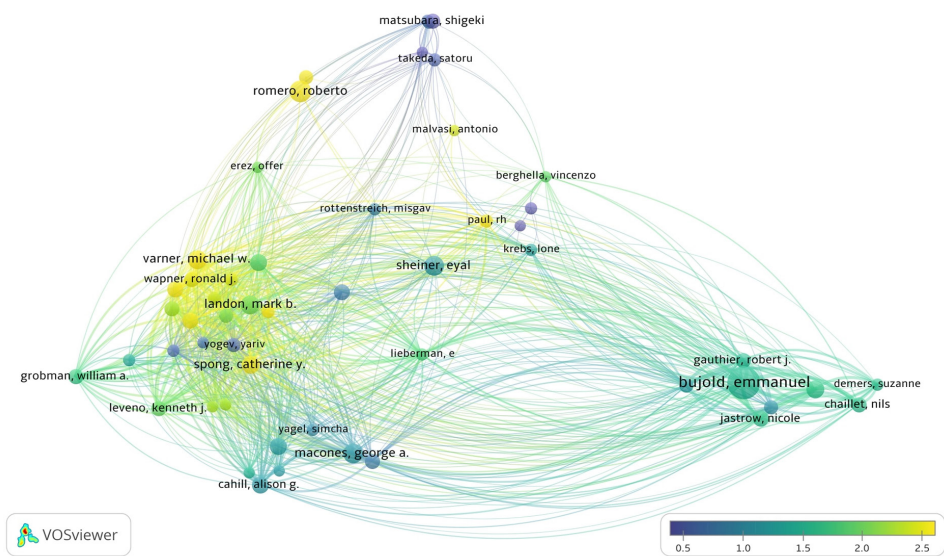 matsubara, shigeki
takeda, satoru
romero, roberto
malvasi, antonio
erez, offer
berghella, vincenzo
rottenstreich, misgav
paul, rh
krebs, lone
varner, michael w.
sheiner, eyal
wapner, ronald j.
landon, mark b.
yogev, yariv
lieberman, e
spong, catherine y.
gauthier, robert j.
grobman, william a.
bujold, emmanuel
demers, suzanne
chaillet, nils
leveno, kenneth j.
jastrow, nicole
yagel, simcha
macones, george a.
cahill, alison g.
VOSviewer
0.5 1.0 1.5 2.0 2.5